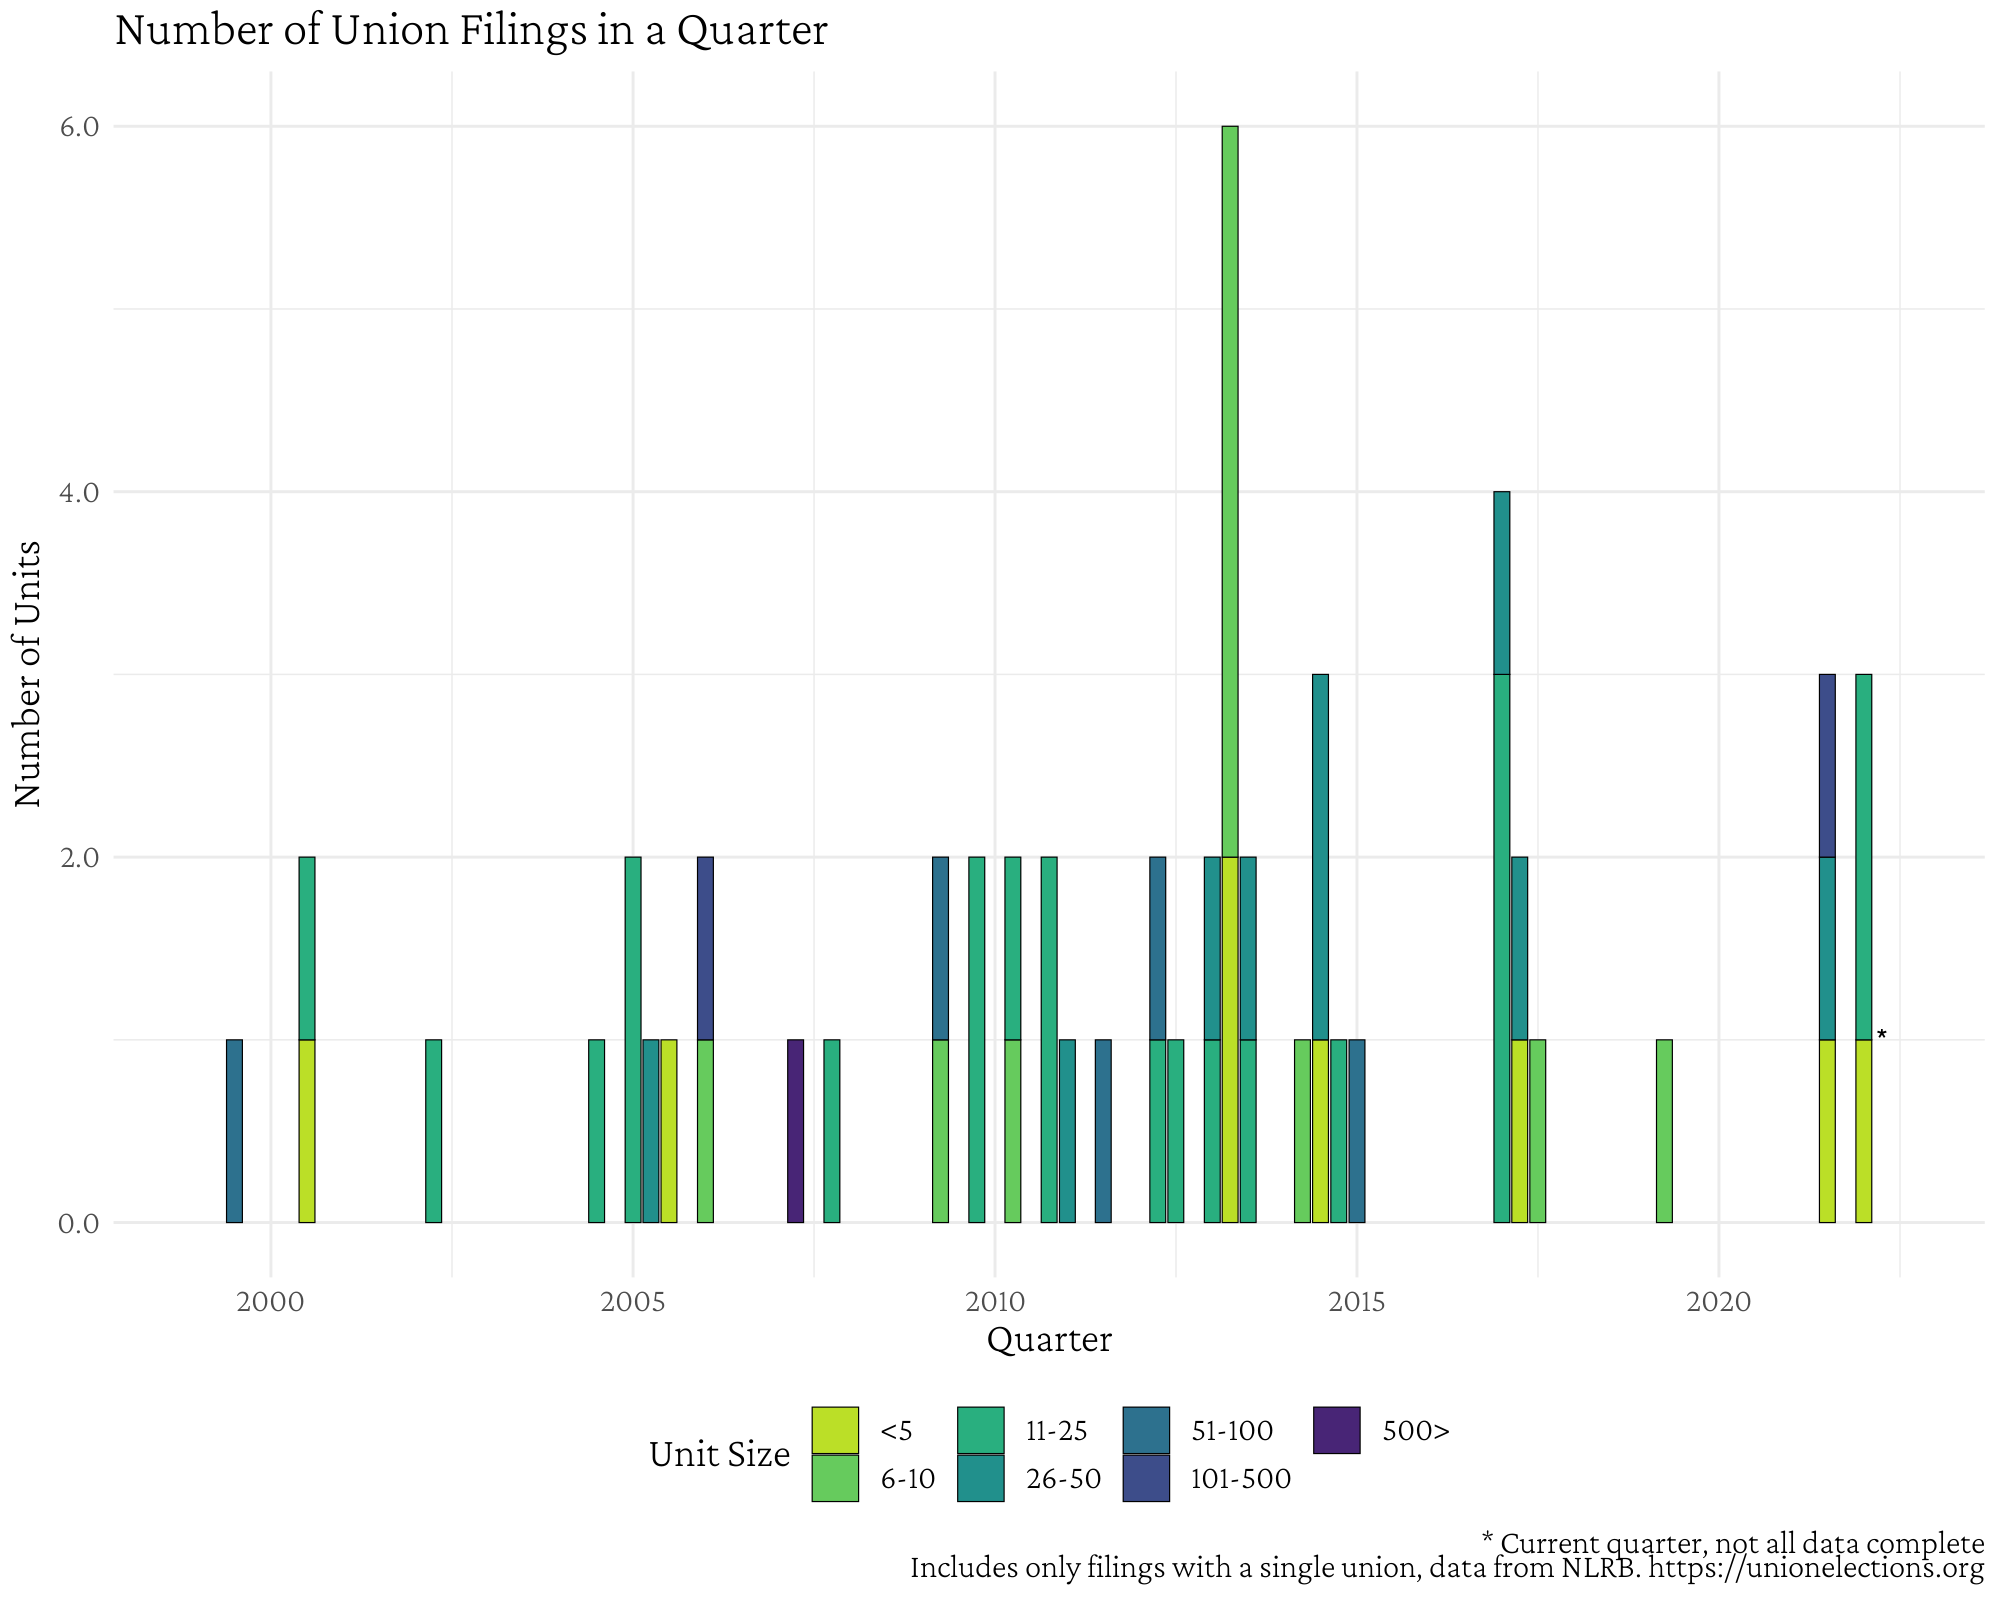 Number of Union Filings in a Quarter
6.0
4.0
2.0
0.0
Number of Units
*
2000 2005 2010 2015 2020
Quarter
Unit Size
<5 11-25 51-100 500>
6-10 26-50 101-500
* Current quarter, not all data complete
Includes only filings with a single union, data from NLRB. https://unionelections.org